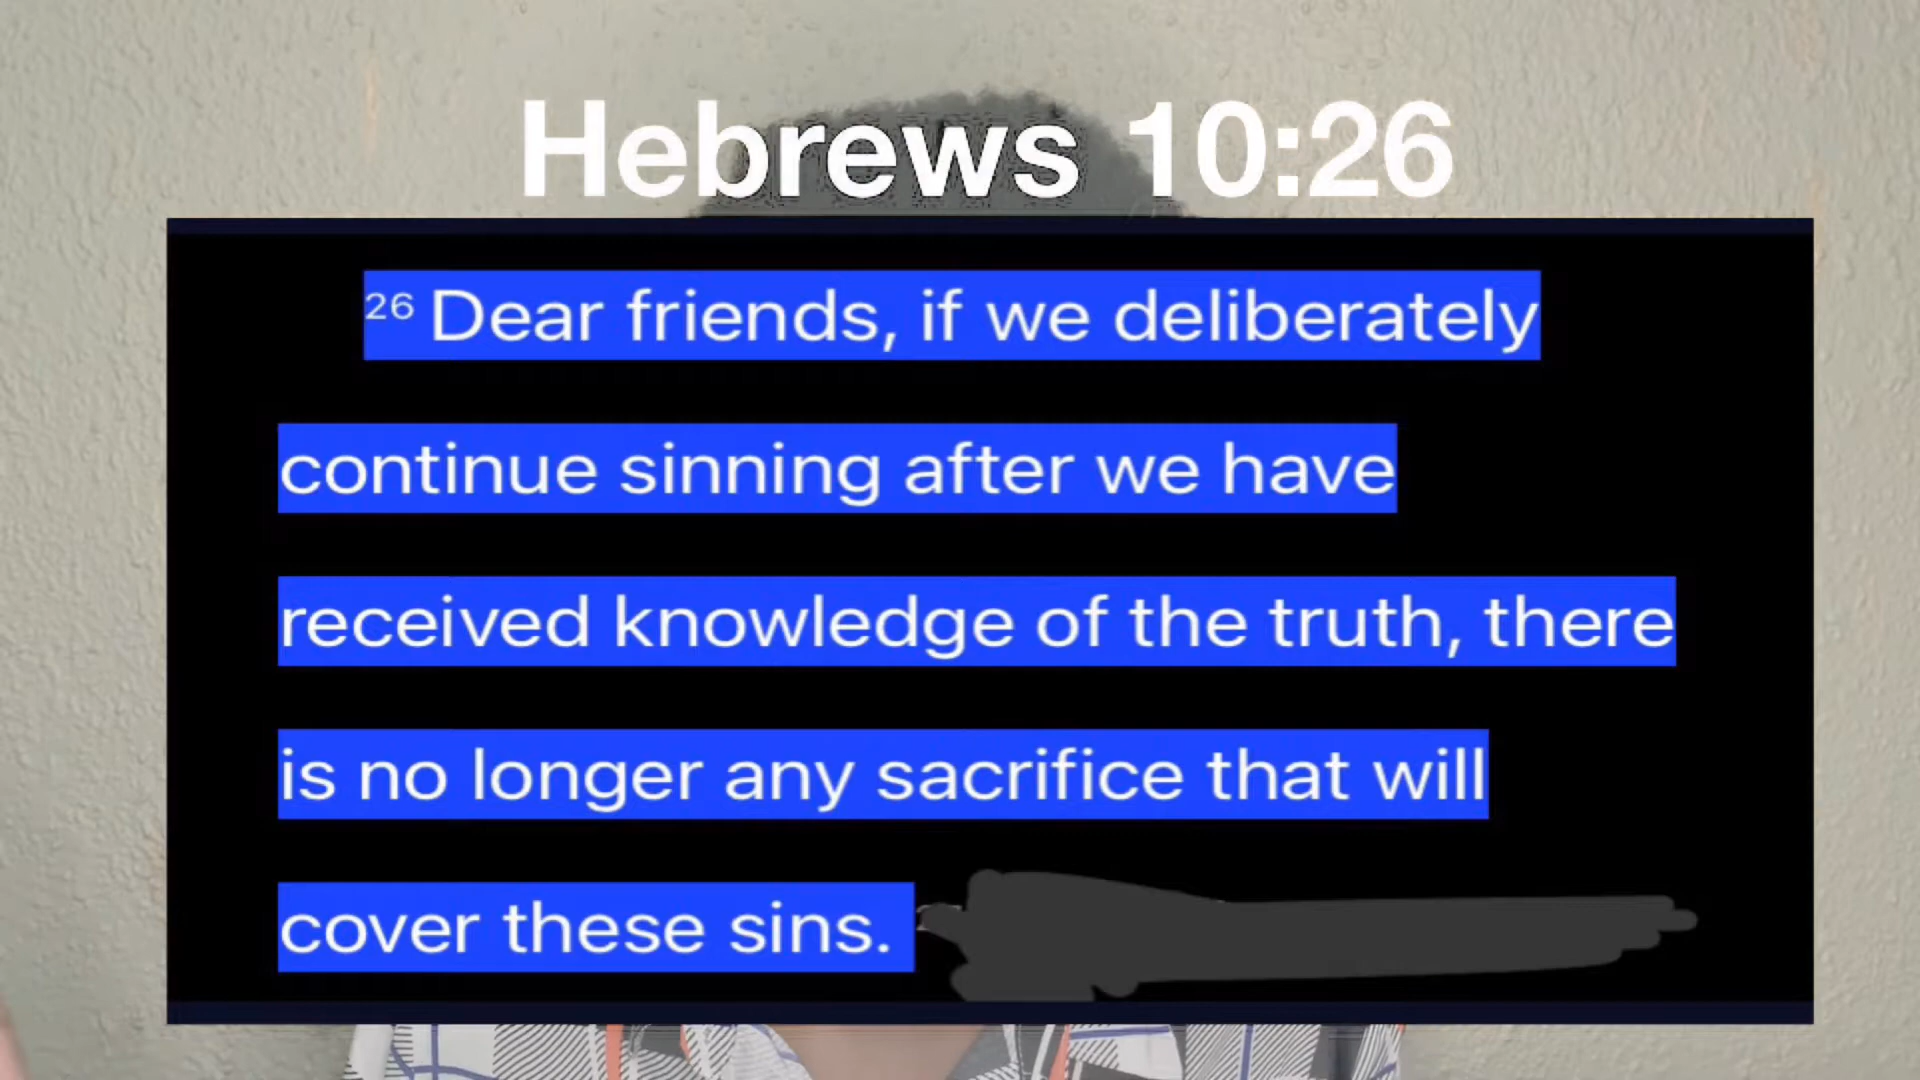 Hebrews 10:26
26 Dear friends, if we deliberately
continue sinning after we have
received knowledge of the truth, there
is no longer any sacrifice that will
cover these sins.